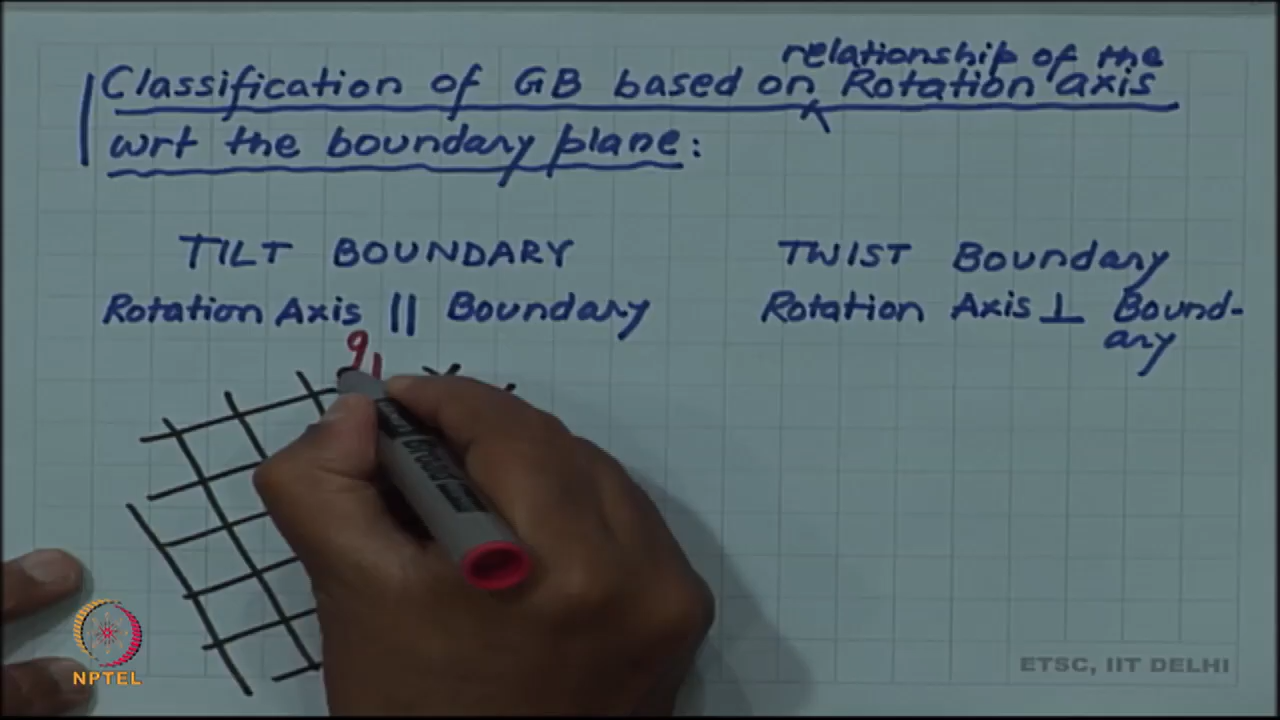 relationship of the
Classification of GB based on Rotation axis
wrt the boundary plane:
TILT BOUNDARY
TWIST Boundary
Rotation Axis || Boundary
Rotation Axis ⊥ Bound-
ary
g1
NPTEL
ETSC, IIT DELHI